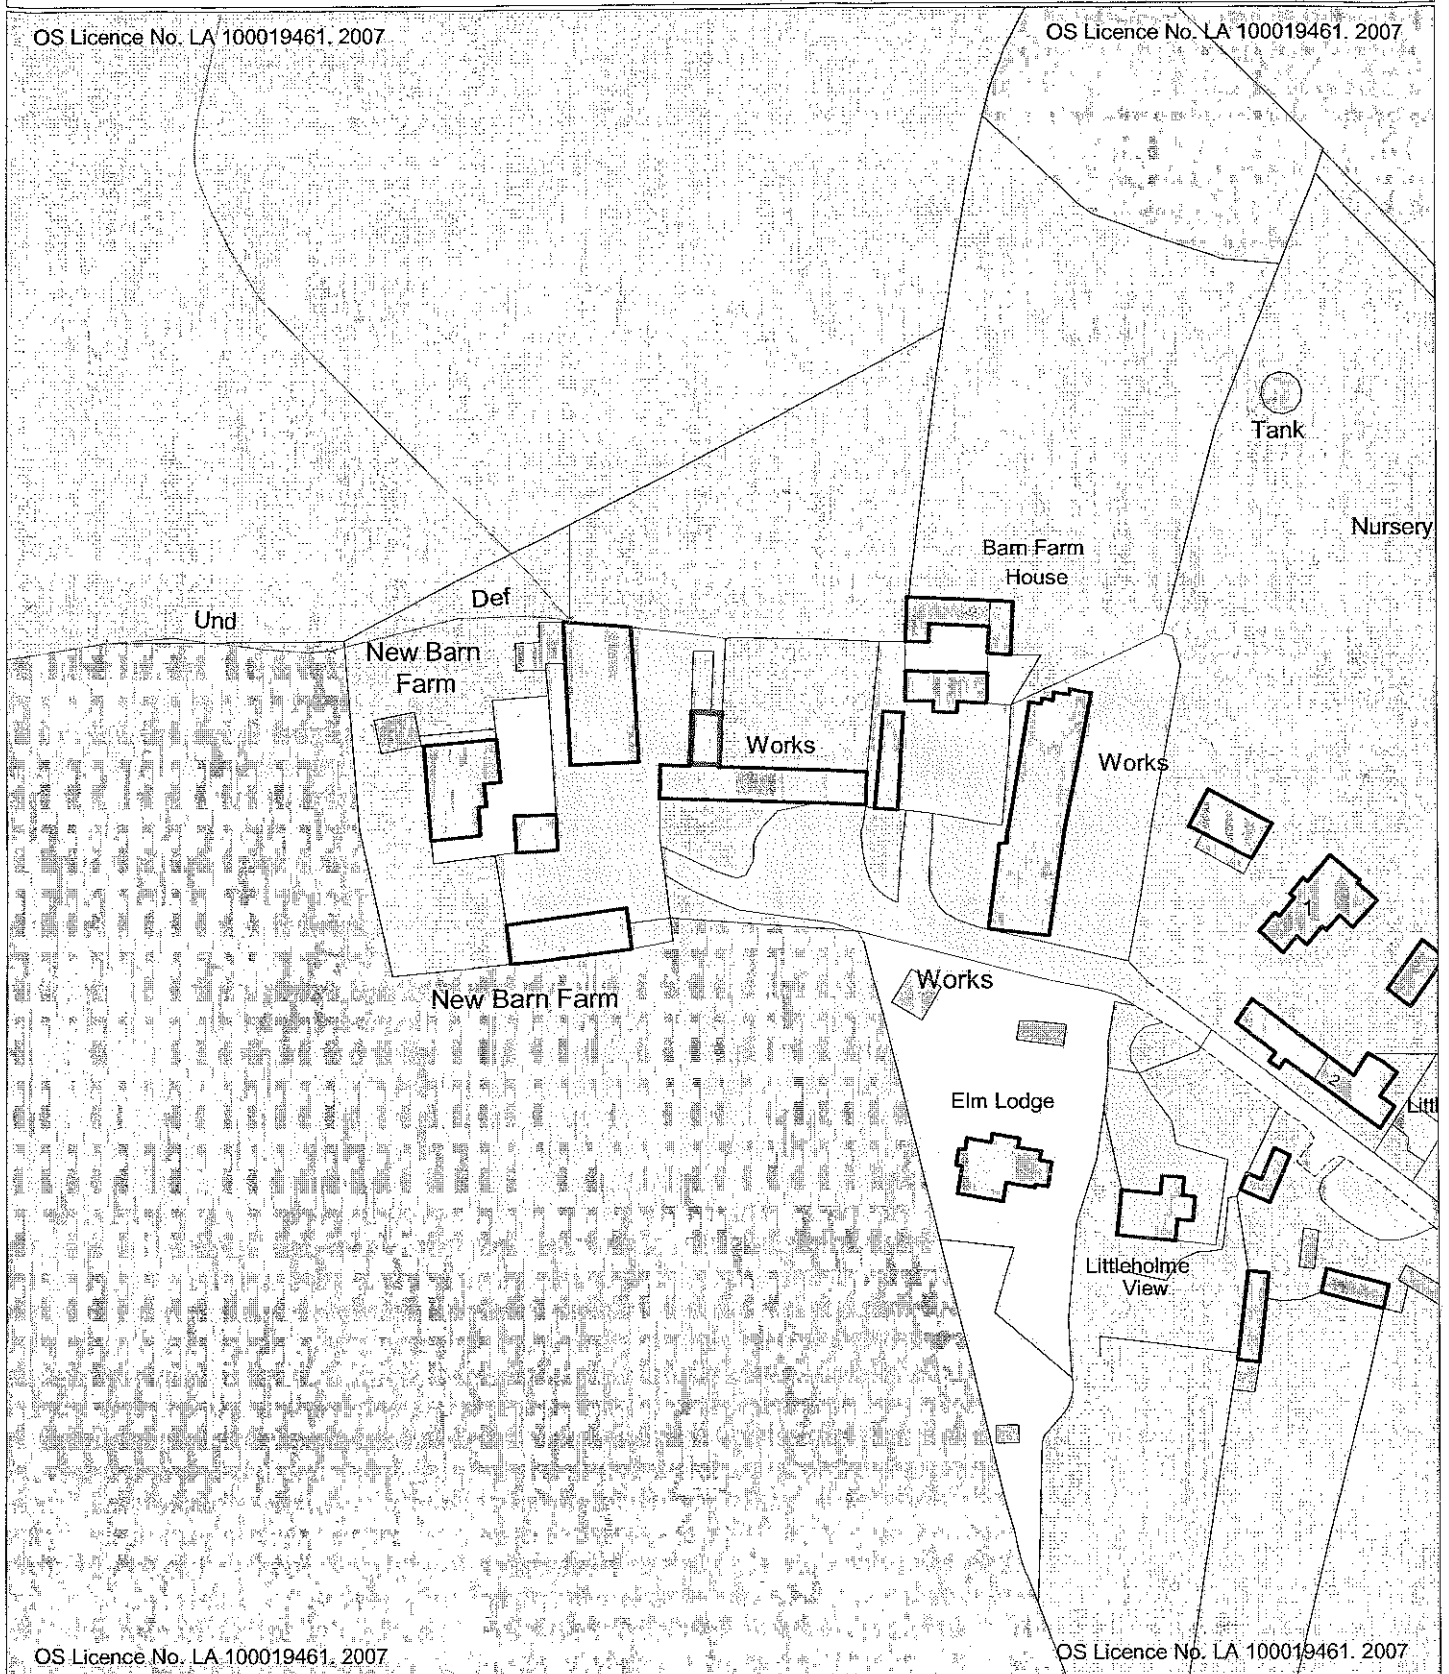 OS Licence No. LA 100019461. 2007
OS Licence No. LA 100019461. 2007
Tank
Nursery
Barn Farm
House
Def
Und
New Barn
Farm
Works
Works
1
Works
New Barn Farm
2
Elm Lodge
Littl
Littleholme
View
OS Licence No. LA 100019461. 2007
OS Licence No. LA 100019461. 2007